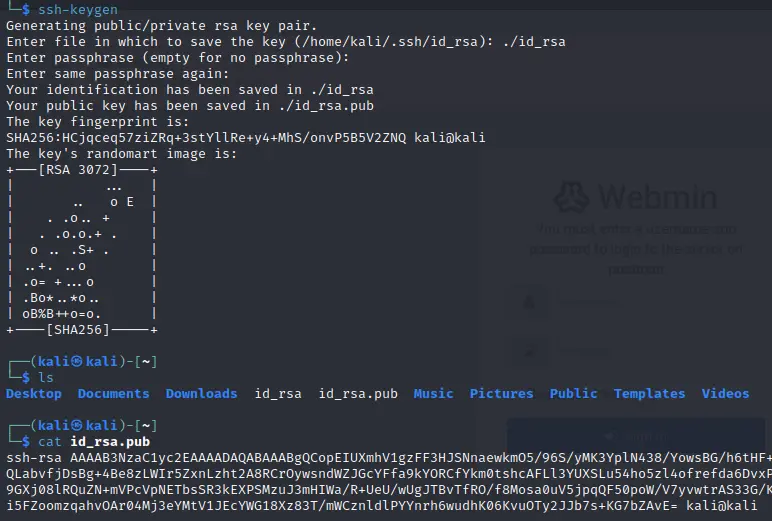 └─$ ssh-keygen
Generating public/private rsa key pair.
Enter file in which to save the key (/home/kali/.ssh/id_rsa): ./id_rsa
Enter passphrase (empty for no passphrase):
Enter same passphrase again:
Your identification has been saved in ./id_rsa
Your public key has been saved in ./id_rsa.pub
The key fingerprint is:
SHA256:HCjqceq57ziZRq+3stYllRe+y4+MhS/onvP5B5V2ZNQ kali@kali
The key's randomart image is:
+---[RSA 3072]----+
|            ...   |
|        ..   o E  |
|     . .o.. +     |
|    . .o.o.+ .    |
|   o .. .S+ .     |
|  ..+. ..o        |
|  .o= +...o       |
|  .Bo*..*o..      |
|  oB%B++o=o.      |
+----[SHA256]-----+
Webmin
You must enter a username and
password to login to the server on
┌──(kali㉿kali)-[~]
└─$ ls
Desktop Documents Downloads id_rsa id_rsa.pub Music Pictures Public Templates Videos
┌──(kali㉿kali)-[~]
└─$ cat id_rsa.pub
ssh-rsa AAAAB3NzaC1yc2EAAAADAQABAAABgQCopEIUXmhV1gzFF3HJSNnaewkmO5/96S/yMK3YplN438/YowsBG/h6tHF+
QLabvfjDsBg+4Be8zLWIr5ZxnLzht2A8RCrOywsndWZJGcYFfa9kYORCfYkm0tshcAFLl3YUXSLu54ho5zl4ofrefda6DvxP
9GXj08lRQuZN+mVPcVpNETbsSR3kEXPSMzuJ3mHIWa/R+UeU/wUgJTBvTfRO/f8Mosa0uV5jpqQF50poW/V7yvwtrAS33G/K
i5FZoomzqahvOAr04Mj3eYMtV1JEcYWG18Xz83T/mWCznldlPYYnrh6wudhK06KvuOTy2JJb7s+KG7bZAvE= kali@kali